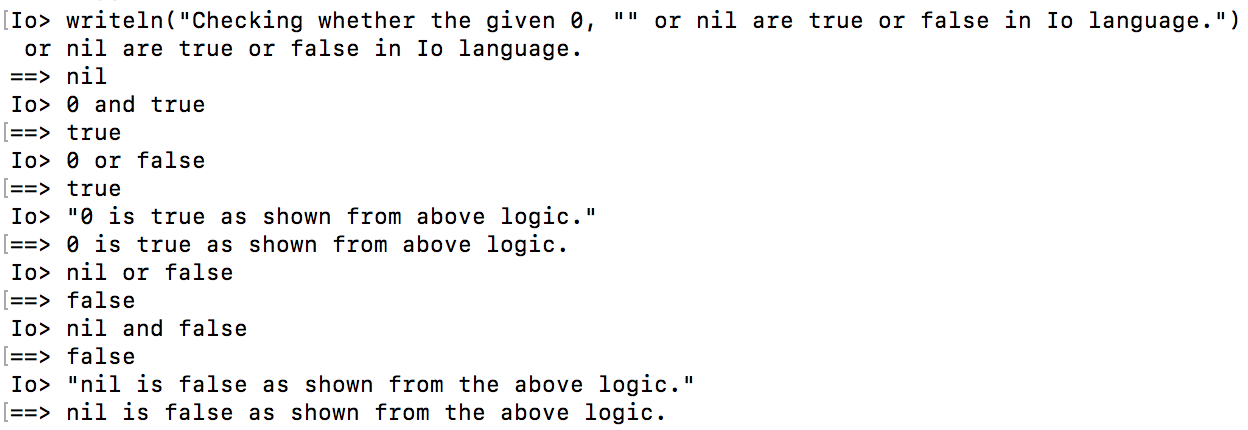 [Io> writeln("Checking whether the given 0, "" or nil are true or false in Io language.")
 or nil are true or false in Io language.
==> nil
Io> 0 and true
[==> true
Io> 0 or false
[==> true
Io> "0 is true as shown from above logic."
[==> 0 is true as shown from above logic.
Io> nil or false
[==> false
Io> nil and false
[==> false
Io> "nil is false as shown from the above logic."
[==> nil is false as shown from the above logic.